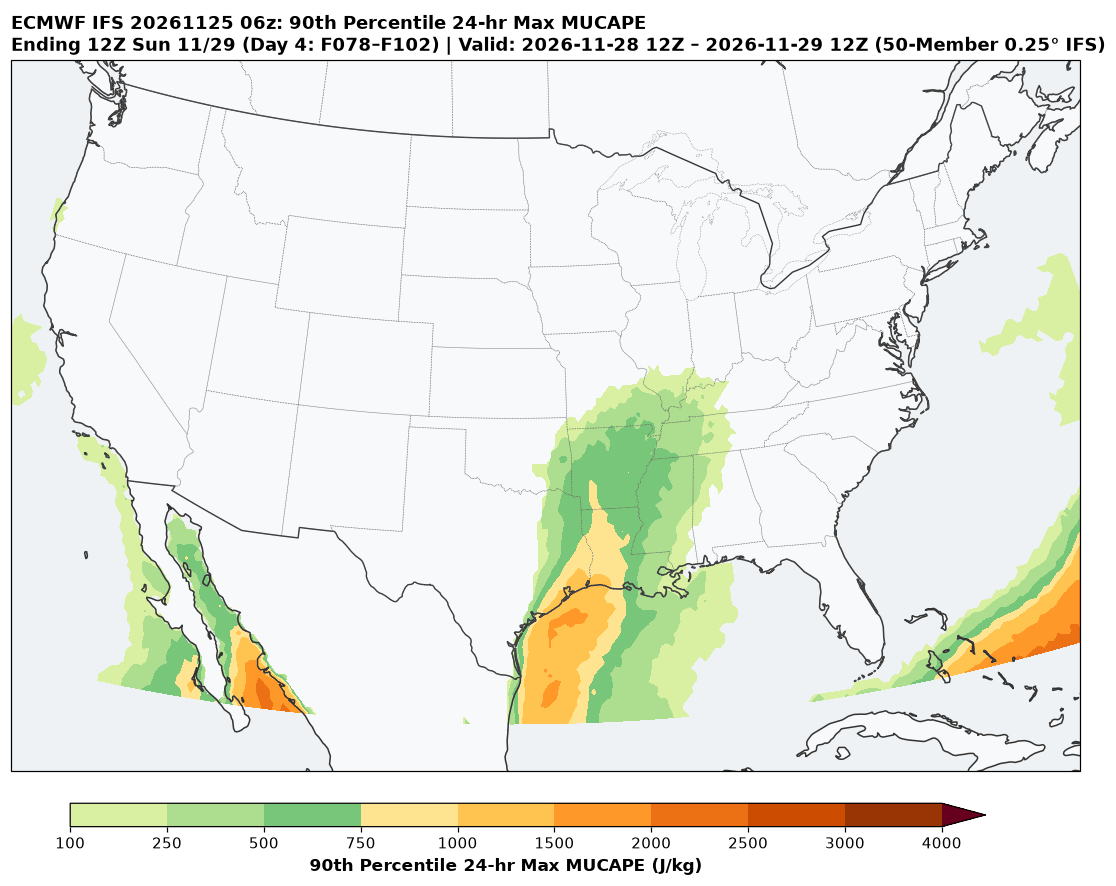 ECMWF IFS 20261125 06z: 90th Percentile 24-hr Max MUCAPE
Ending 12Z Sun 11/29 (Day 4: F078–F102) | Valid: 2026-11-28 12Z – 2026-11-29 12Z (50-Member 0.25° IFS)
100 250 500 750 1000 1500 2000 2500 3000 4000
90th Percentile 24-hr Max MUCAPE (J/kg)